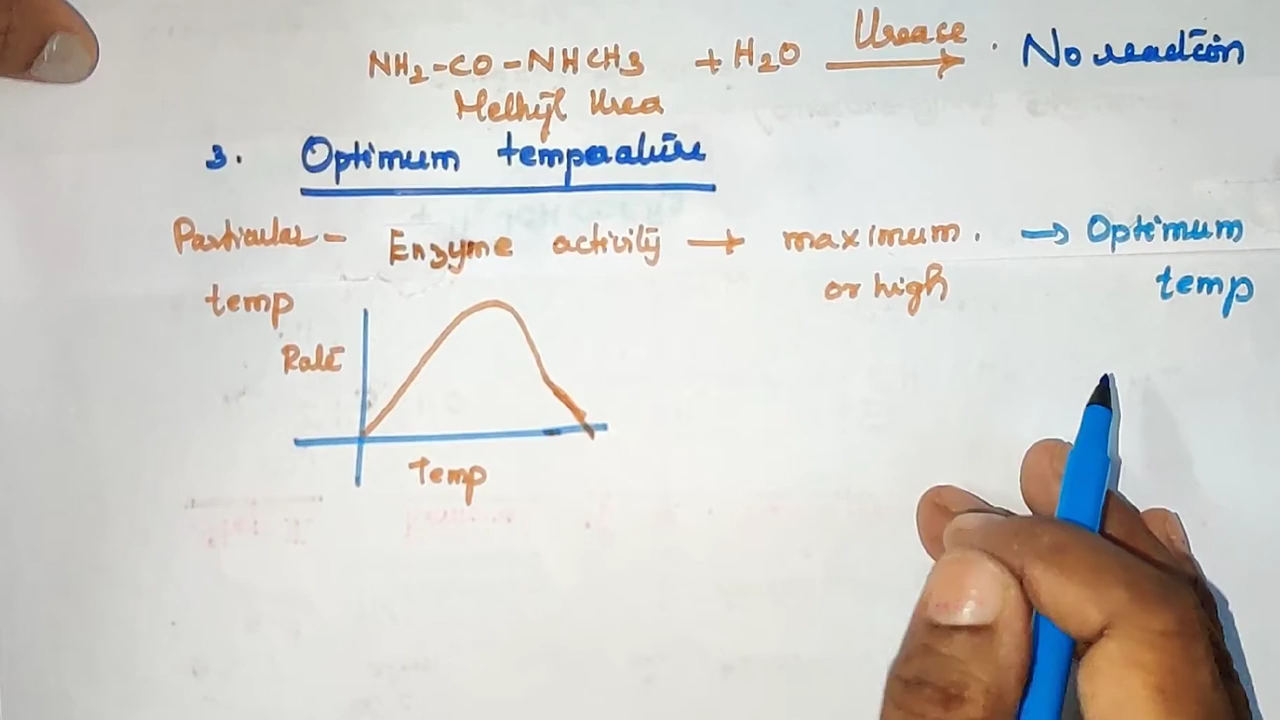 NH2-CO-NHCH3 + H2O Urease No reaction
Methyl Urea
3. Optimum temperature
Particular - Enzyme activity → maximum. → Optimum
temp or high temp
Rate
Temp